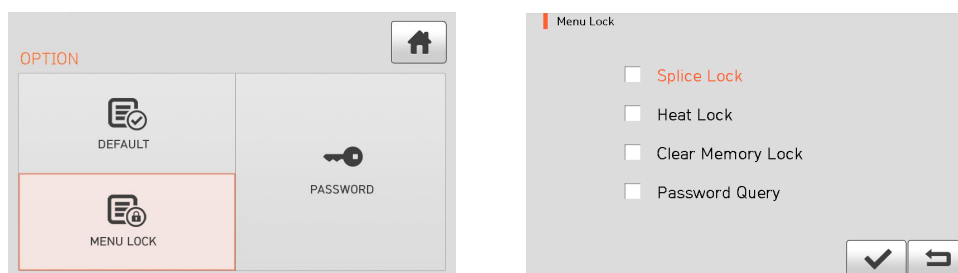 OPTION
DEFAULT
PASSWORD
MENU LOCK
Menu Lock
Splice Lock
Heat Lock
Clear Memory Lock
Password Query